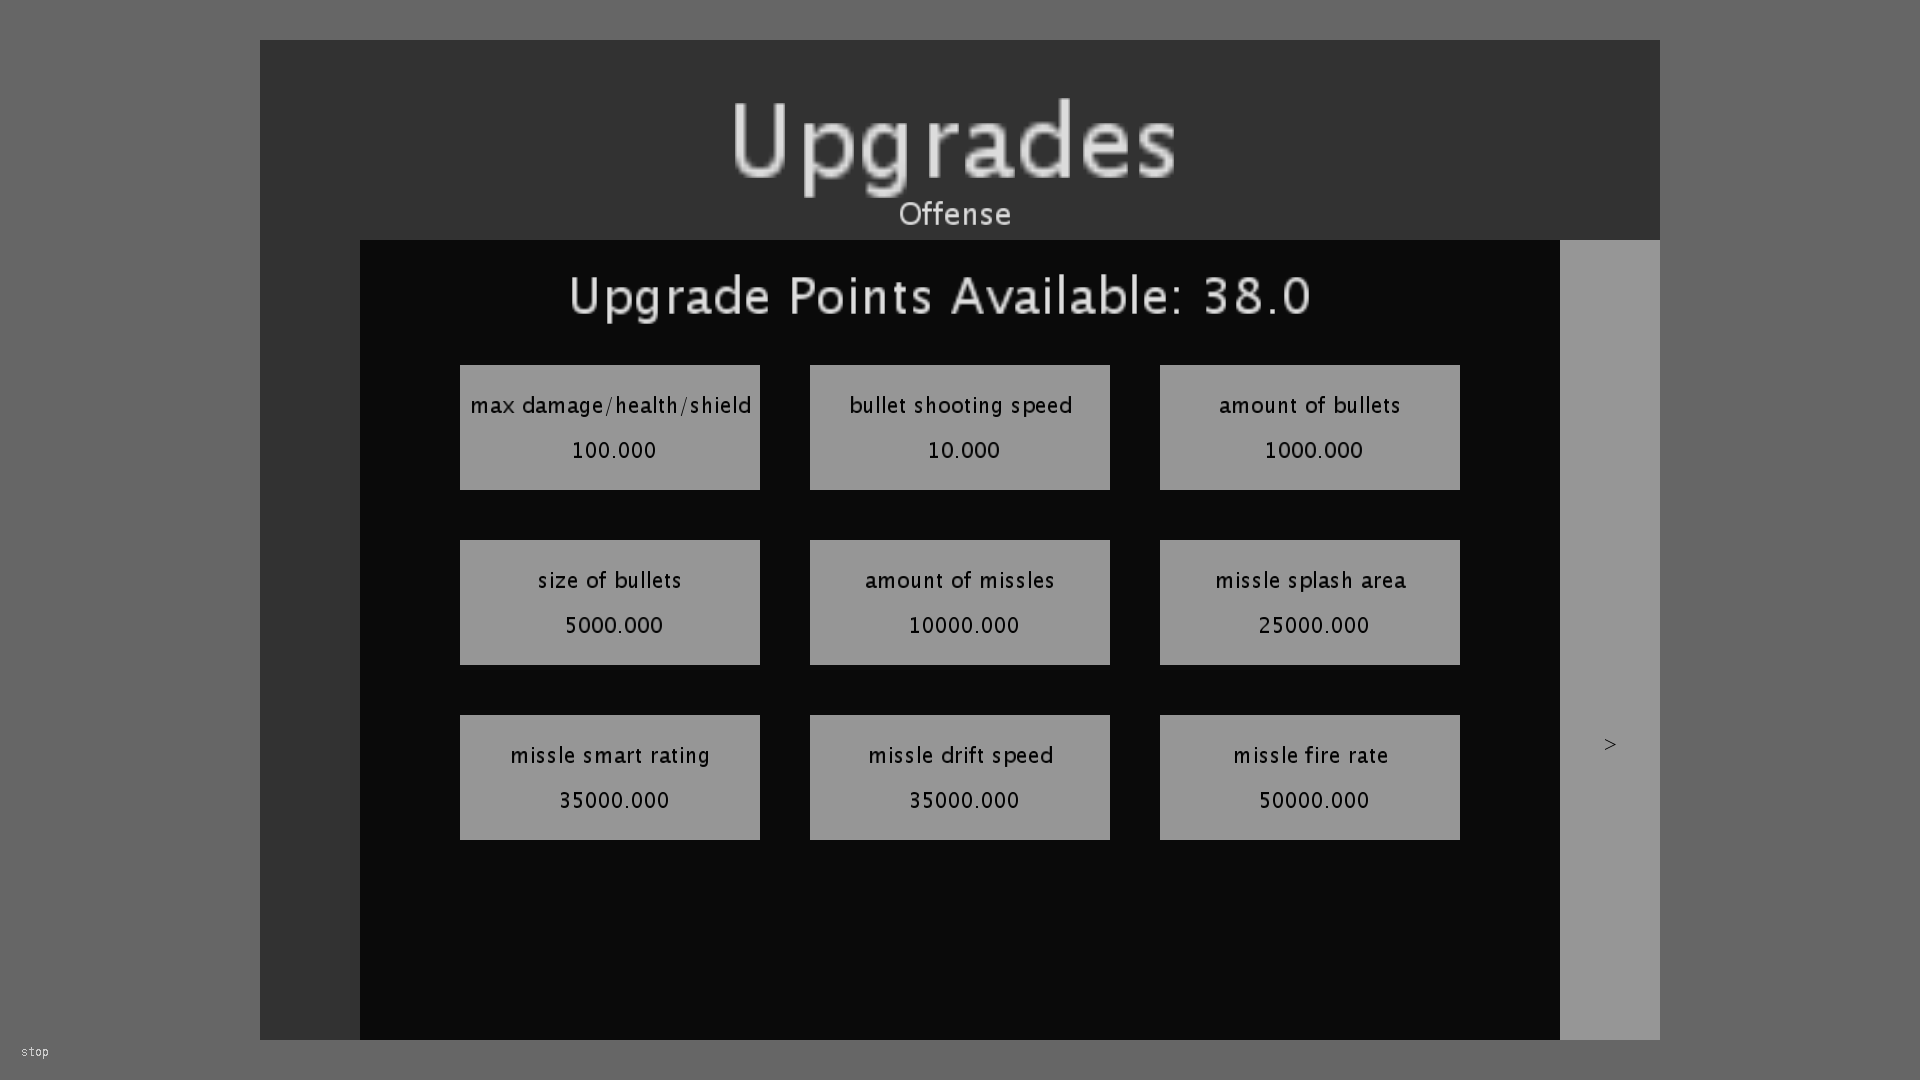 Upgrades
Offense
Upgrade Points Available: 38.0
max damage/health/shield
100.000
bullet shooting speed
10.000
amount of bullets
1000.000
size of bullets
5000.000
amount of missles
10000.000
missle splash area
25000.000
missle smart rating
35000.000
missle drift speed
35000.000
missle fire rate
50000.000
>
stop